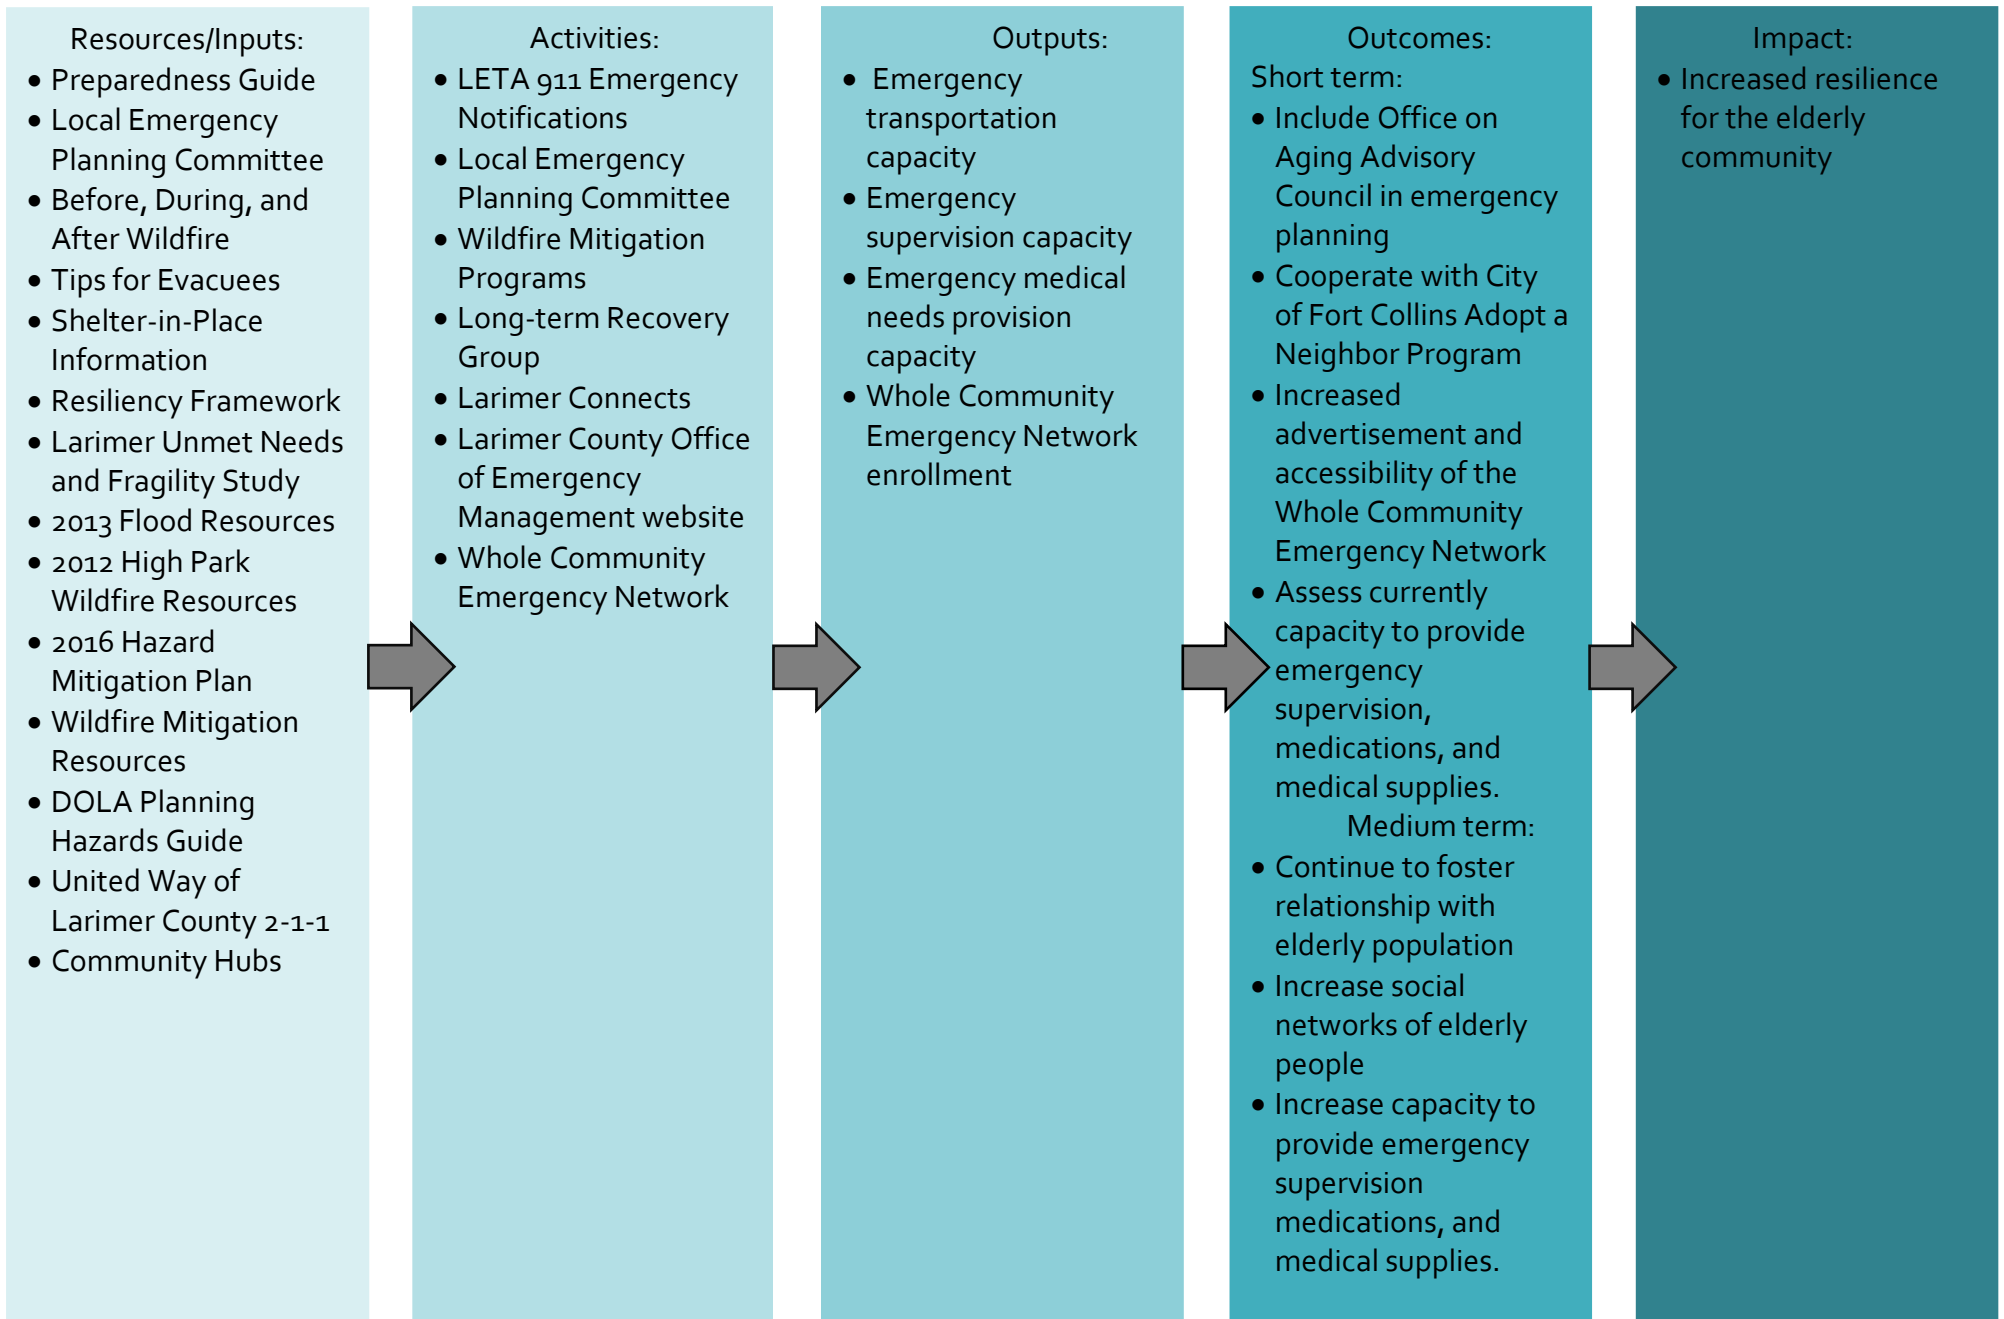 Resources/Inputs:
• Preparedness Guide
• Local Emergency
Planning Committee
• Before, During, and
After Wildfire
• Tips for Evacuees
• Shelter-in-Place
Information
• Resiliency Framework
• Larimer Unmet Needs
and Fragility Study
• 2013 Flood Resources
• 2012 High Park
Wildfire Resources
• 2016 Hazard
Mitigation Plan
• Wildfire Mitigation
Resources
• DOLA Planning
Hazards Guide
• United Way of
Larimer County 2-1-1
• Community Hubs
Activities:
• LETA 911 Emergency
Notifications
• Local Emergency
Planning Committee
• Wildfire Mitigation
Programs
• Long-term Recovery
Group
• Larimer Connects
• Larimer County Office
of Emergency
Management website
• Whole Community
Emergency Network
Outputs:
• Emergency
transportation
capacity
• Emergency
supervision capacity
• Emergency medical
needs provision
capacity
• Whole Community
Emergency Network
enrollment
Outcomes:
Short term:
• Include Office on
Aging Advisory
Council in emergency
planning
• Cooperate with City
of Fort Collins Adopt a
Neighbor Program
• Increased
advertisement and
accessibility of the
Whole Community
Emergency Network
• Assess currently
capacity to provide
emergency
supervision,
medications, and
medical supplies.
Medium term:
• Continue to foster
relationship with
elderly population
• Increase social
networks of elderly
people
• Increase capacity to
provide emergency
supervision
medications, and
medical supplies.
Impact:
• Increased resilience
for the elderly
community